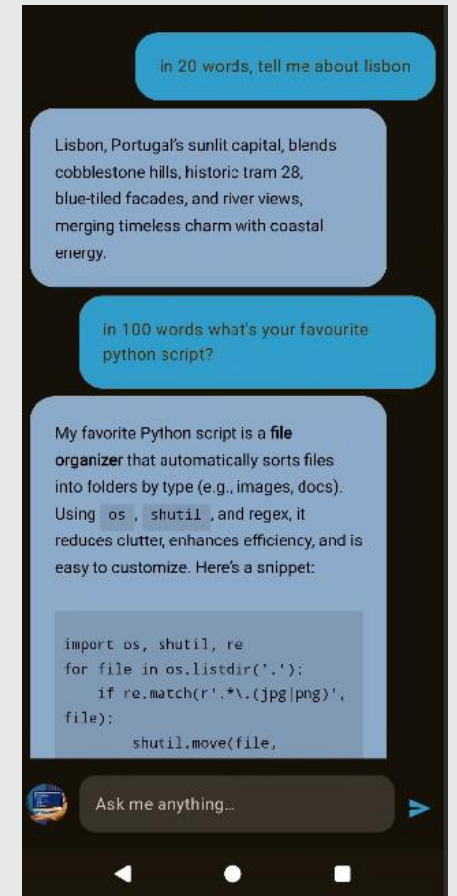 in 20 words, tell me about lisbon
Lisbon, Portugal's sunlit capital, blends
cobblestone hills, historic tram 28,
blue-tiled facades, and river views,
merging timeless charm with coastal
energy.
in 100 words what's your favourite
python script?
My favorite Python script is a file
organizer that automatically sorts files
into folders by type (e.g., images, docs).
Using os, shutil, and regex, it
reduces clutter, enhances efficiency, and is
easy to customize. Here's a snippet:
import os, shutil, re
for file in os.listdir('.'):
    if re.match(r'.*\.(jpg|png)',
file):
        shutil.move(file,
Ask me anything...